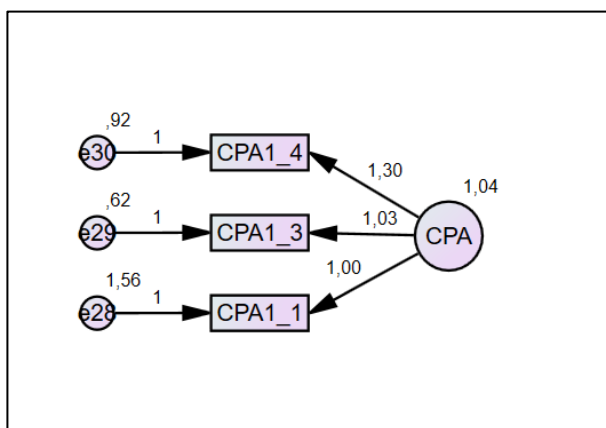 ,92
e30
1
CPA1_4
1,30
1,04
,62
e29
1
CPA1_3
1,03
CPA
1,56
e28
1
CPA1_1
1,00